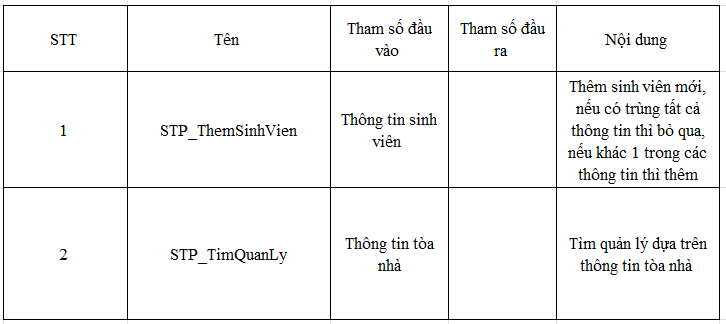 STT
Tên
Tham số đầu
vào
Tham số đầu
ra
Nội dung
1
STP_ThemSinhVien
Thông tin sinh
viên
Thêm sinh viên mới,
nếu có trùng tất cả
thông tin thì bỏ qua,
nếu khác 1 trong các
thông tin thì thêm
2
STP_TimQuanLy
Thông tin tòa
nhà
Tìm quản lý dựa trên
thông tin tòa nhà